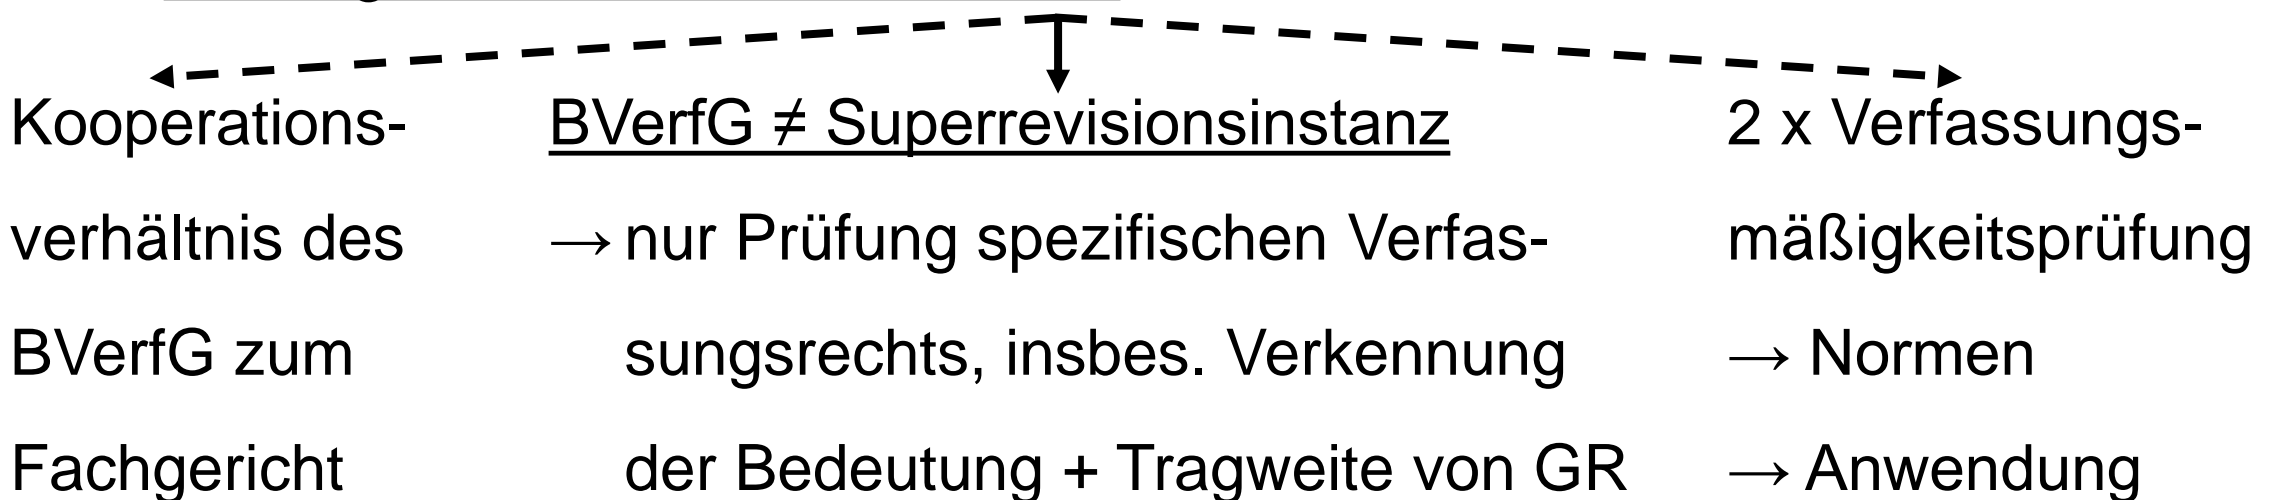 Kooperations-
verhältnis des
BVerfG zum
Fachgericht
BVerfG ≠ Superrevisionsinstanz
→ nur Prüfung spezifischen Verfas-
sungsrechts, insbes. Verkennung
der Bedeutung + Tragweite von GR
2 x Verfassungs-
mäßigkeitsprüfung
→ Normen
→ Anwendung